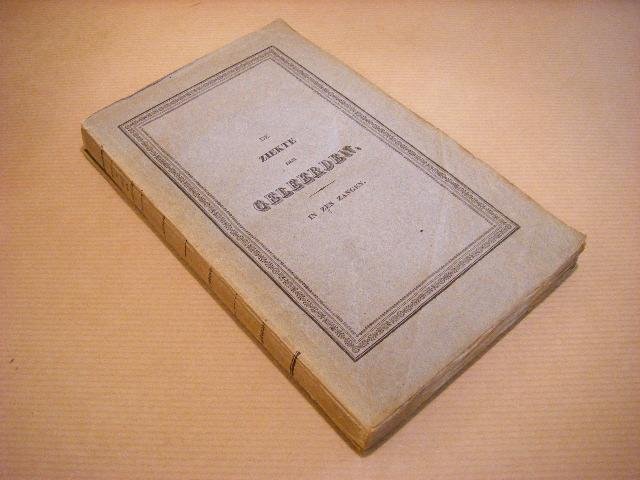 DE
ZIEKTE
DER
GELEERDEN,
IN ZES ZANGEN.